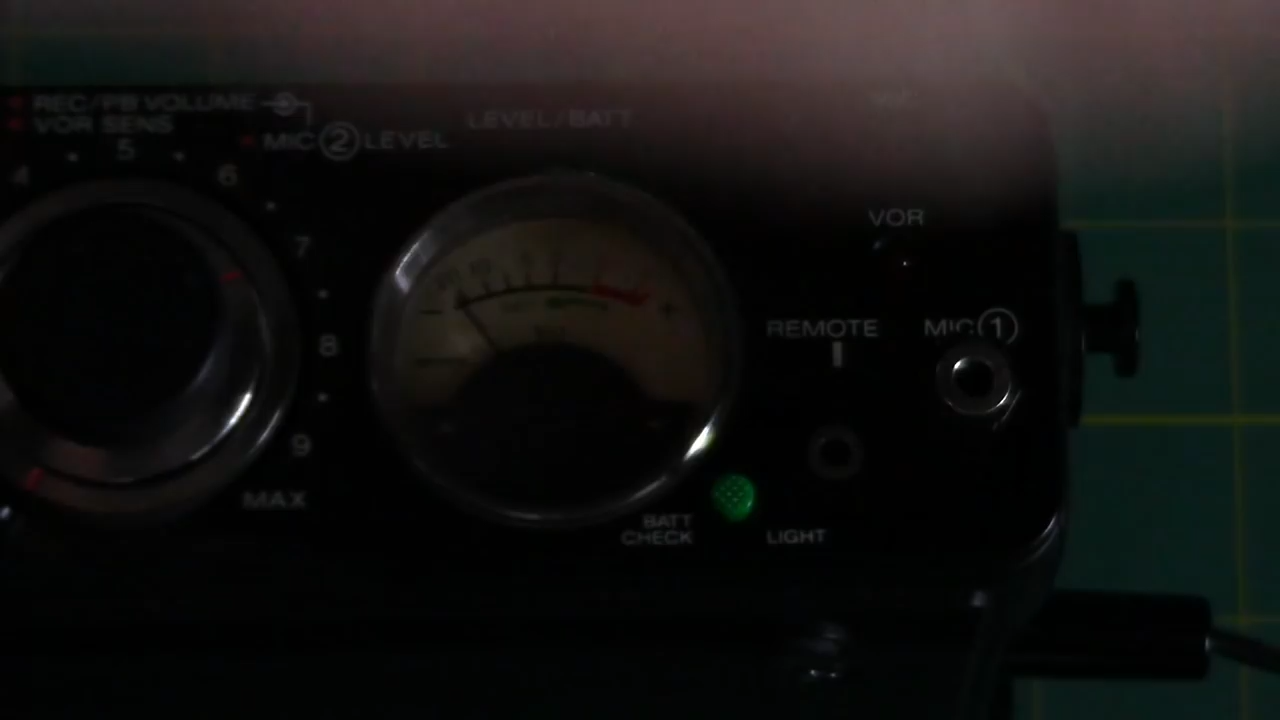 REC/PB VOLUME
VOR SENS
MIC 2 LEVEL
LEVEL/BATT
4 5 6
7
8
9
MAX
VOR
REMOTE
MIC 1
BATT
CHECK
LIGHT